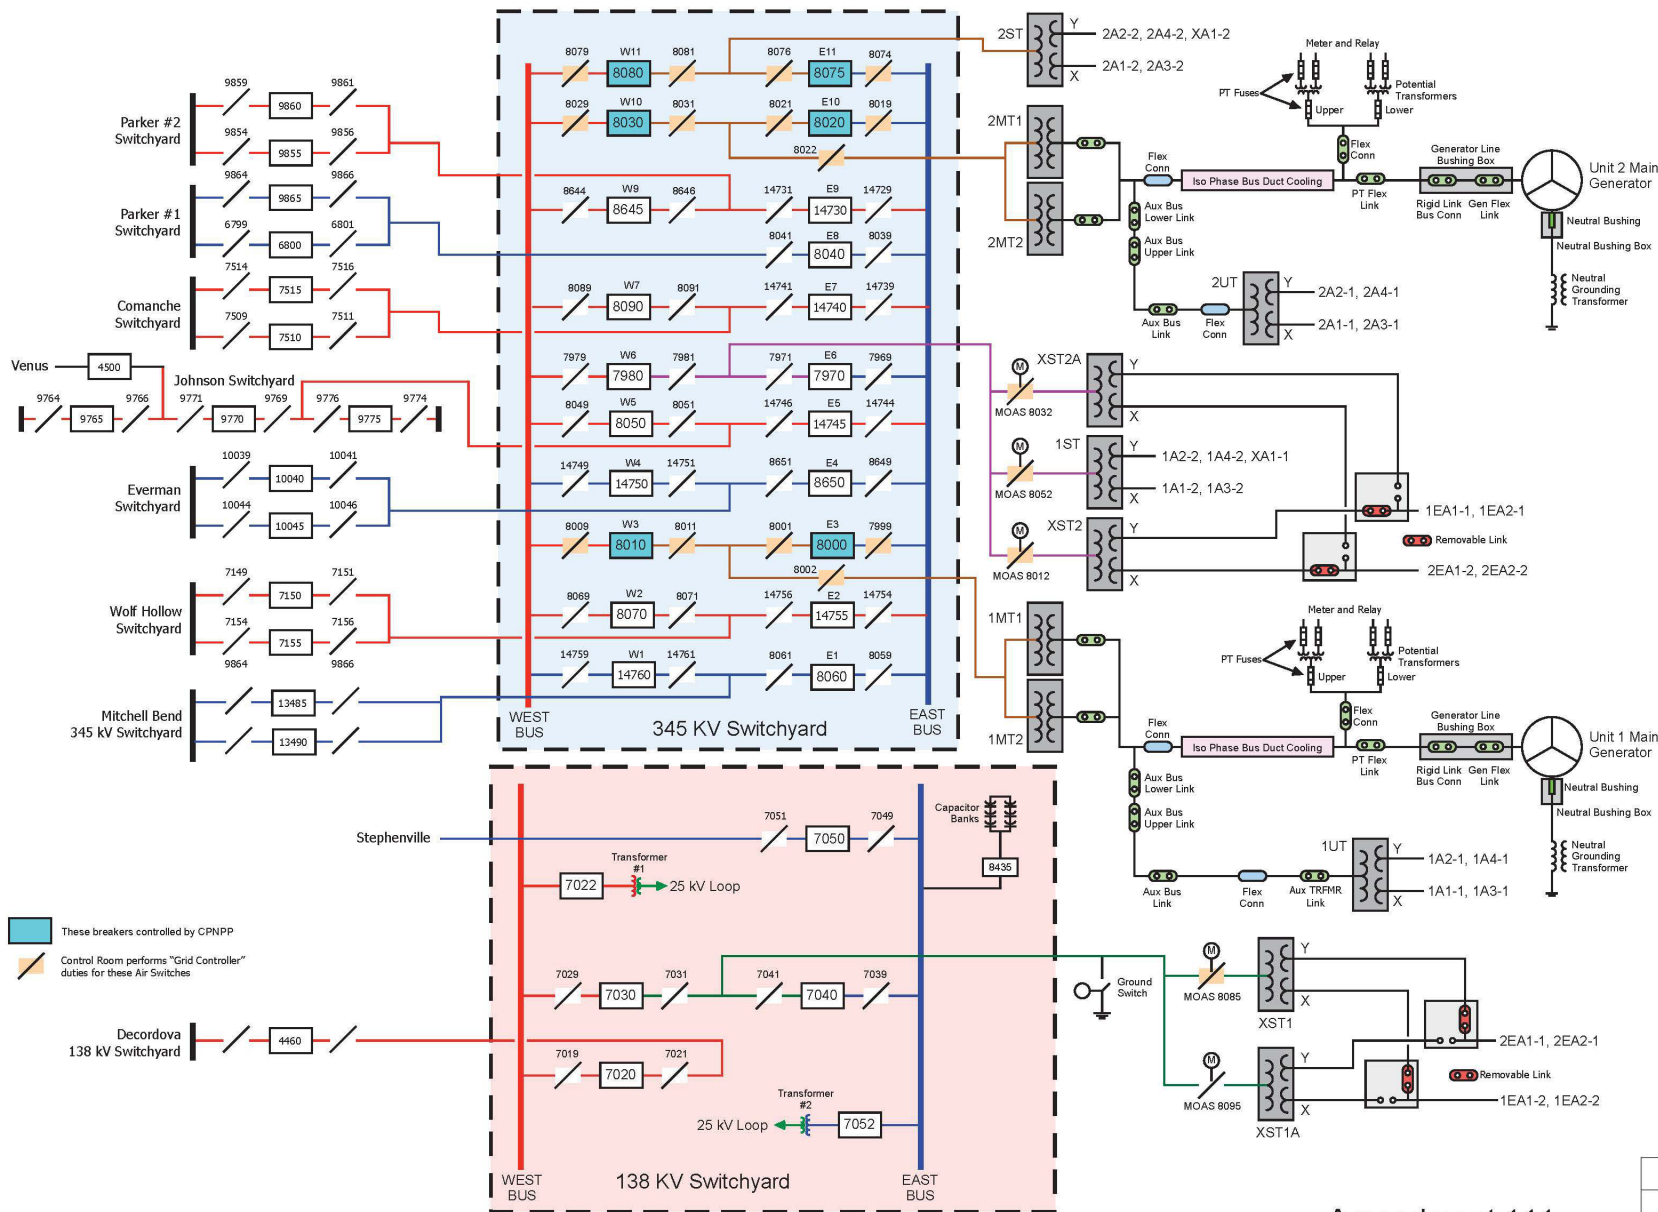 2ST
Y
2A2-2, 2A4-2, XA1-2
X
2A1-2, 2A3-2
8079
W11
8081
8076
E11
8074
8080
8075
8029
W10
8031
8021
E10
8019
8030
8020
8022
2MT1
2MT2
8644
W9
8646
14731
E9
14729
8645
14730
8041
E8
8039
8040
8089
W7
8091
14741
E7
14739
8090
14740
7979
W6
7981
7971
E6
7969
7980
7970
8049
W5
8051
14746
E5
14744
8050
14745
14749
W4
14751
8651
E4
8649
14750
8650
8009
W3
8011
8001
E3
7999
8010
8000
8002
8069
W2
8071
14756
E2
14754
8070
14755
14759
W1
14761
8061
E1
8059
14760
8060
WEST
BUS
345 KV Switchyard
EAST
BUS
9859
9861
9860
Parker #2
Switchyard
9854
9856
9855
9864
9866
9865
Parker #1
Switchyard
6799
6801
6800
7514
7516
7515
Comanche
Switchyard
7509
7511
7510
Venus
4500
Johnson Switchyard
9764
9766
9771
9769
9776
9774
9765
9770
9775
10039
10041
10040
Everman
Switchyard
10044
10046
10045
7149
7151
7150
Wolf Hollow
Switchyard
7154
7156
7155
9864
9866
13485
Mitchell Bend
345 kV Switchyard
13490
Meter and Relay
PT Fuses
Potential
Transformers
Upper
Lower
Flex
Conn
Flex
Conn
Iso Phase Bus Duct Cooling
PT Flex
Link
Generator Line
Bushing Box
Rigid Link
Bus Conn
Gen Flex
Link
Unit 2 Main
Generator
Neutral Bushing
Neutral Bushing Box
Neutral
Grounding
Transformer
Aux Bus
Lower Link
Aux Bus
Upper Link
Aux Bus
Link
Flex
Conn
2UT
Y
2A2-1, 2A4-1
X
2A1-1, 2A3-1
XST2A
M
MOAS 8032
Y
X
1ST
M
MOAS 8052
Y
1A2-2, 1A4-2, XA1-1
X
1A1-2, 1A3-2
XST2
M
MOAS 8012
Y
X
1EA1-1, 1EA2-1
Removable Link
2EA1-2, 2EA2-2
1MT1
1MT2
Meter and Relay
PT Fuses
Potential
Transformers
Upper
Lower
Flex
Conn
Flex
Conn
Iso Phase Bus Duct Cooling
PT Flex
Link
Generator Line
Bushing Box
Rigid Link
Bus Conn
Gen Flex
Link
Unit 1 Main
Generator
Neutral Bushing
Neutral Bushing Box
Neutral
Grounding
Transformer
Aux Bus
Lower Link
Aux Bus
Upper Link
Aux Bus
Link
Flex
Conn
Aux TRFMR
Link
1UT
Y
1A2-1, 1A4-1
X
1A1-1, 1A3-1
Stephenville
7051
7049
7050
Capacitor
Banks
8435
7022
Transformer
#1
25 kV Loop
7029
7031
7041
7039
7030
7040
Ground
Switch
7019
7021
7020
Transformer
#2
25 kV Loop
7052
WEST
BUS
138 KV Switchyard
EAST
BUS
These breakers controlled by CPNPP
Control Room performs “Grid Controller”
duties for these Air Switches
Decordova
138 kV Switchyard
4460
M
MOAS 8085
XST1
Y
X
M
MOAS 8095
XST1A
Y
X
2EA1-1, 2EA2-1
Removable Link
1EA1-2, 1EA2-2